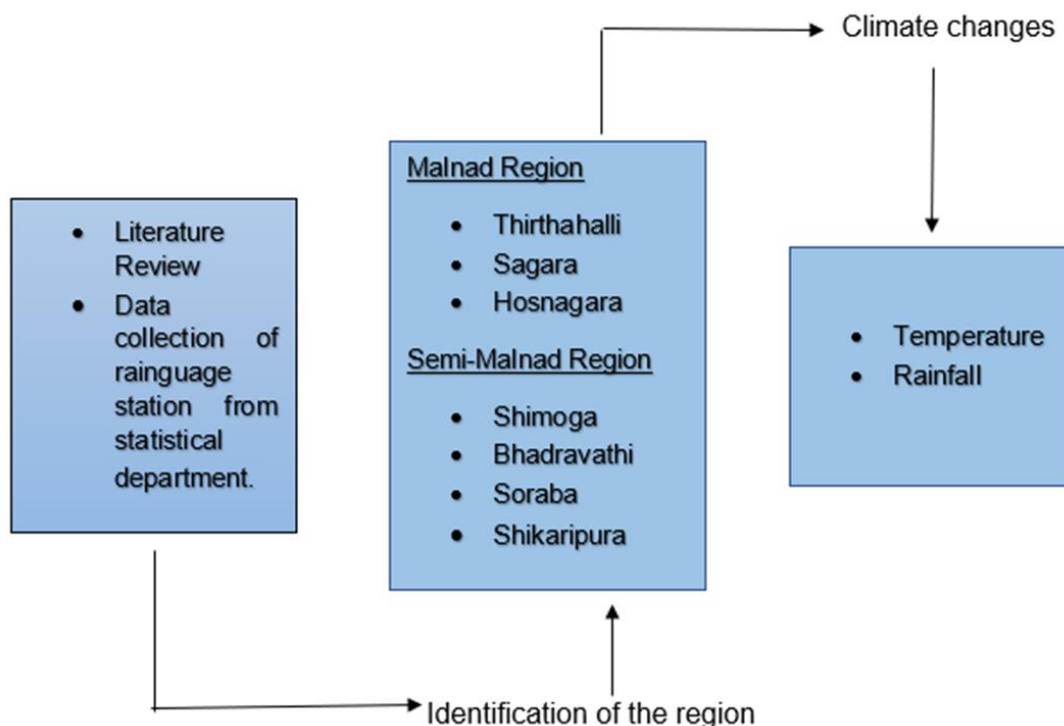 Literature
Review
Data
collection of
rainguage
station from
statistical
department.
Identification of the region
Malnad Region
Thirthahalli
Sagara
Hosnagara
Semi-Malnad Region
Shimoga
Bhadravathi
Soraba
Shikaripura
Climate changes
Temperature
Rainfall